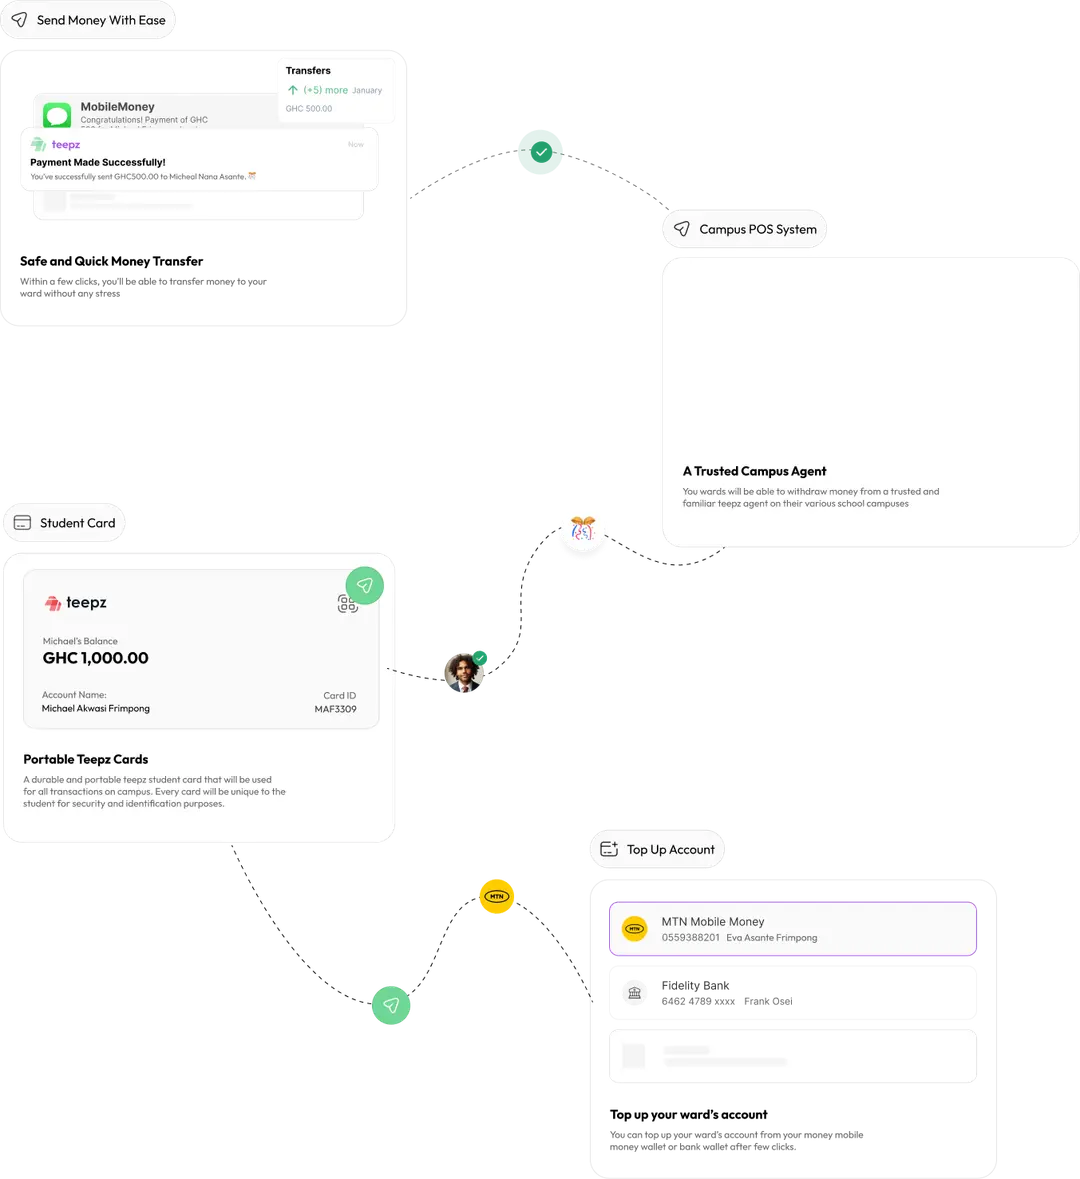 Send Money With Ease
Transfers
(+5) more January
GHC 500.00
MobileMoney
Congratulations! Payment of GHC
teepz
Now
Payment Made Successfully!
You've successfully sent GHC500.00 to Micheal Nana Asante.
Safe and Quick Money Transfer
Within a few clicks, you'll be able to transfer money to your
ward without any stress
Campus POS System
A Trusted Campus Agent
You wards will be able to withdraw money from a trusted and
familiar teepz agent on their various school campuses
Student Card
teepz
Michael's Balance
GHC 1,000.00
Account Name:
Card ID
Michael Akwasi Frimpong
MAF3309
Portable Teepz Cards
A durable and portable teepz student card that will be used
for all transactions on campus. Every card will be unique to the
student for security and identification purposes.
MTN
Top Up Account
MTN
MTN Mobile Money
0559388201 Eva Asante Frimpong
Fidelity Bank
6462 4789 xxxx Frank Osei
Top up your ward's account
You can top up your ward's account from your money mobile
money wallet or bank wallet after few clicks.